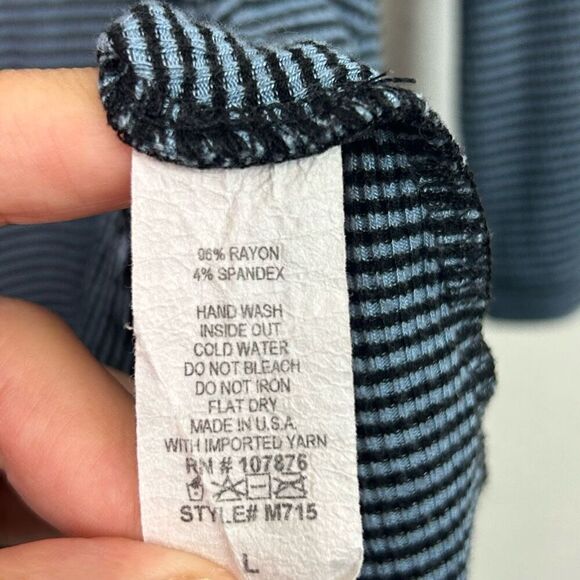 96% RAYON
4% SPANDEX
HAND WASH
INSIDE OUT
COLD WATER
DO NOT BLEACH
DO NOT IRON
FLAT DRY
MADE IN U.S.A.
WITH IMPORTED YARN
RN # 107876
STYLE# M715
L